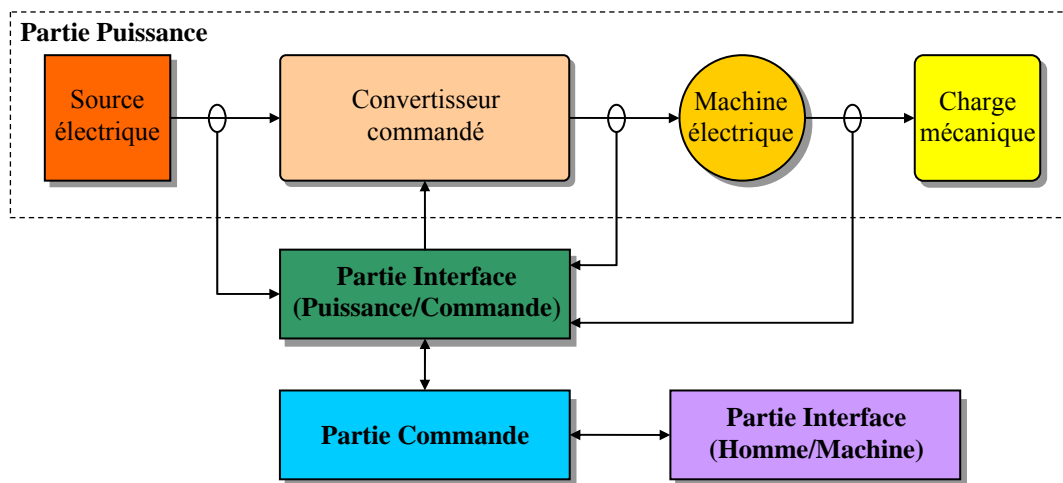 Partie Puissance
Source
électrique
Convertisseur
commandé
Machine
électrique
Charge
mécanique
Partie Interface
(Puissance/Commande)
Partie Commande
Partie Interface
(Homme/Machine)